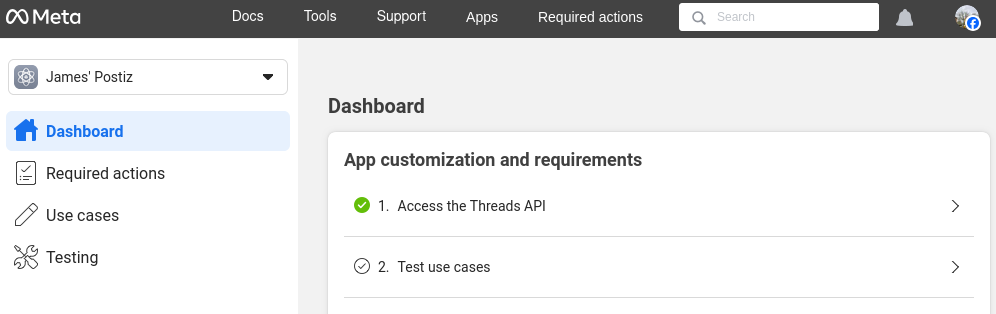 Meta Docs Tools Support Apps Required actions Search
James' Postiz
Dashboard
Required actions
Use cases
Testing
Dashboard
App customization and requirements
1. Access the Threads API
2. Test use cases